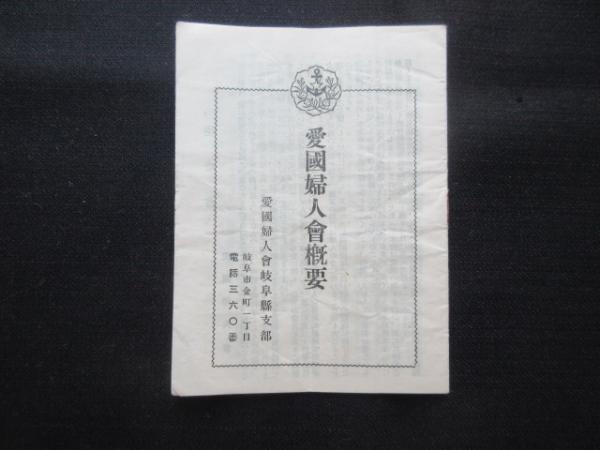 愛國婦人會概要
愛國婦人會岐阜縣支部
岐阜市金町一丁目
電話三六〇番